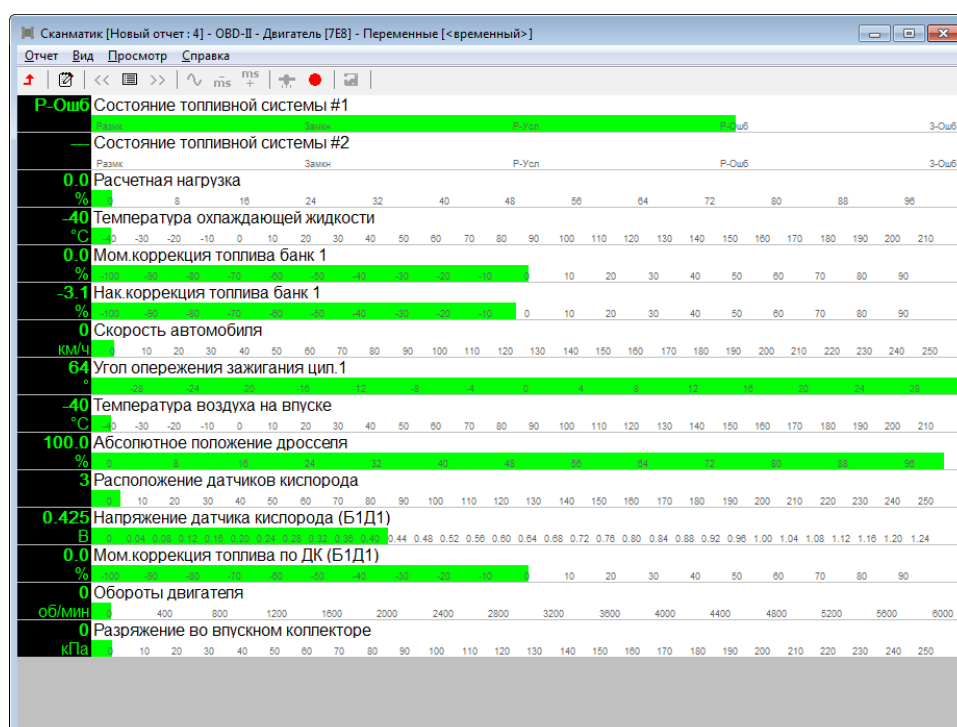 Сканматик [Новый отчет : 4] - OBD-II - Двигатель [7E8] - Переменные [<временный>]
Отчет Вид Просмотр Справка
<< >> ms ms
Р-Ошб Состояние топливной системы #1
Размк Замкн Р-Усл Р-Ошб З-Ошб
--- Состояние топливной системы #2
Размк Замкн Р-Усл Р-Ошб З-Ошб
0.0 Расчетная нагрузка
% 0 8 16 24 32 40 48 56 64 72 80 88 96
-40 Температура охлаждающей жидкости
°C -40 -30 -20 -10 0 10 20 30 40 50 60 70 80 90 100 110 120 130 140 150 160 170 180 190 200 210
0.0 Мом.коррекция топлива банк 1
% -100 -90 -80 -70 -60 -50 -40 -30 -20 -10 0 10 20 30 40 50 60 70 80 90
-3.1 Нак.коррекция топлива банк 1
% -100 -90 -80 -70 -60 -50 -40 -30 -20 -10 0 10 20 30 40 50 60 70 80 90
0 Скорость автомобиля
км/ч 0 10 20 30 40 50 60 70 80 90 100 110 120 130 140 150 160 170 180 190 200 210 220 230 240 250
64 Угол опережения зажигания цил.1
° -28 -24 -20 -16 -12 -8 -4 0 4 8 12 16 20 24 28
-40 Температура воздуха на впуске
°C -40 -30 -20 -10 0 10 20 30 40 50 60 70 80 90 100 110 120 130 140 150 160 170 180 190 200 210
100.0 Абсолютное положение дросселя
% 0 8 16 24 32 40 48 56 64 72 80 88 96
3 Расположение датчиков кислорода
0 10 20 30 40 50 60 70 80 90 100 110 120 130 140 150 160 170 180 190 200 210 220 230 240 250
0.425 Напряжение датчика кислорода (Б1Д1)
В 0 0.04 0.08 0.12 0.16 0.20 0.24 0.28 0.32 0.36 0.40 0.44 0.48 0.52 0.56 0.60 0.64 0.68 0.72 0.76 0.80 0.84 0.88 0.92 0.96 1.00 1.04 1.08 1.12 1.16 1.20 1.24
0.0 Мом.коррекция топлива по ДК (Б1Д1)
% -100 -90 -80 -70 -60 -50 -40 -30 -20 -10 0 10 20 30 40 50 60 70 80 90
0 Обороты двигателя
об/мин 0 400 800 1200 1600 2000 2400 2800 3200 3600 4000 4400 4800 5200 5600 6000
0 Разряжение во впускном коллекторе
кПа 0 10 20 30 40 50 60 70 80 90 100 110 120 130 140 150 160 170 180 190 200 210 220 230 240 250